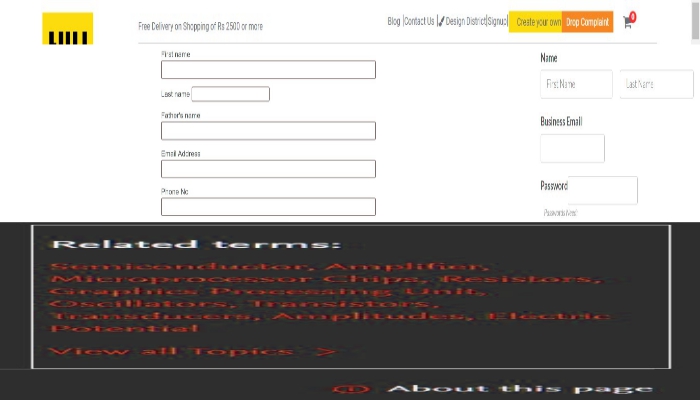 Free Delivery on Shopping of Rs 2500 or more
Blog |Contact Us | Design District|Signup| Create your own Drop Complaint 0
First name
Last name
Father's name
Email Address
Phone No
Name
First Name Last Name
Business Email
Password
Related terms:
Semiconductor, Amplifier,
Microprocessor Chips, Resistors,
Graphics Processing Unit,
Oscillators, Transistors,
Transducers, Amplitudes, Electric
Potential
View all Topics >
About this page